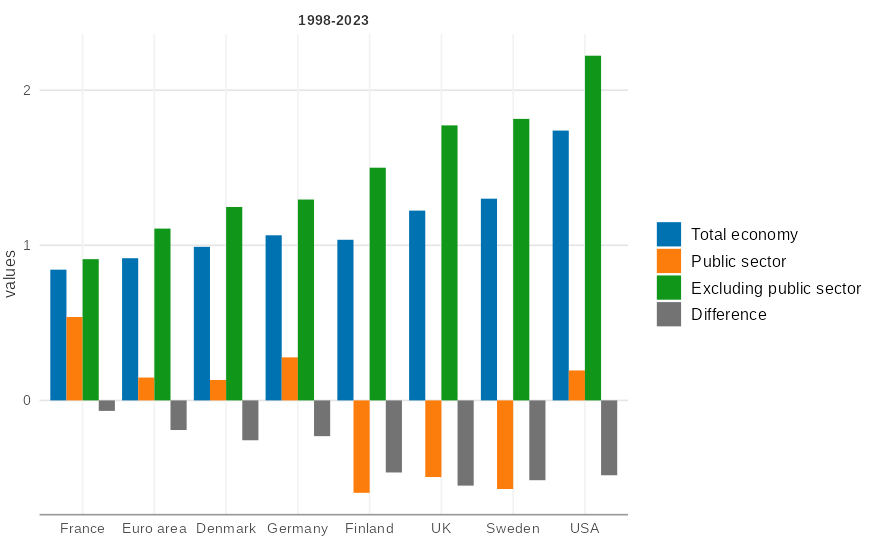 1998-2023
2
1
0
values
France Euro area Denmark Germany Finland UK Sweden USA
Total economy
Public sector
Excluding public sector
Difference